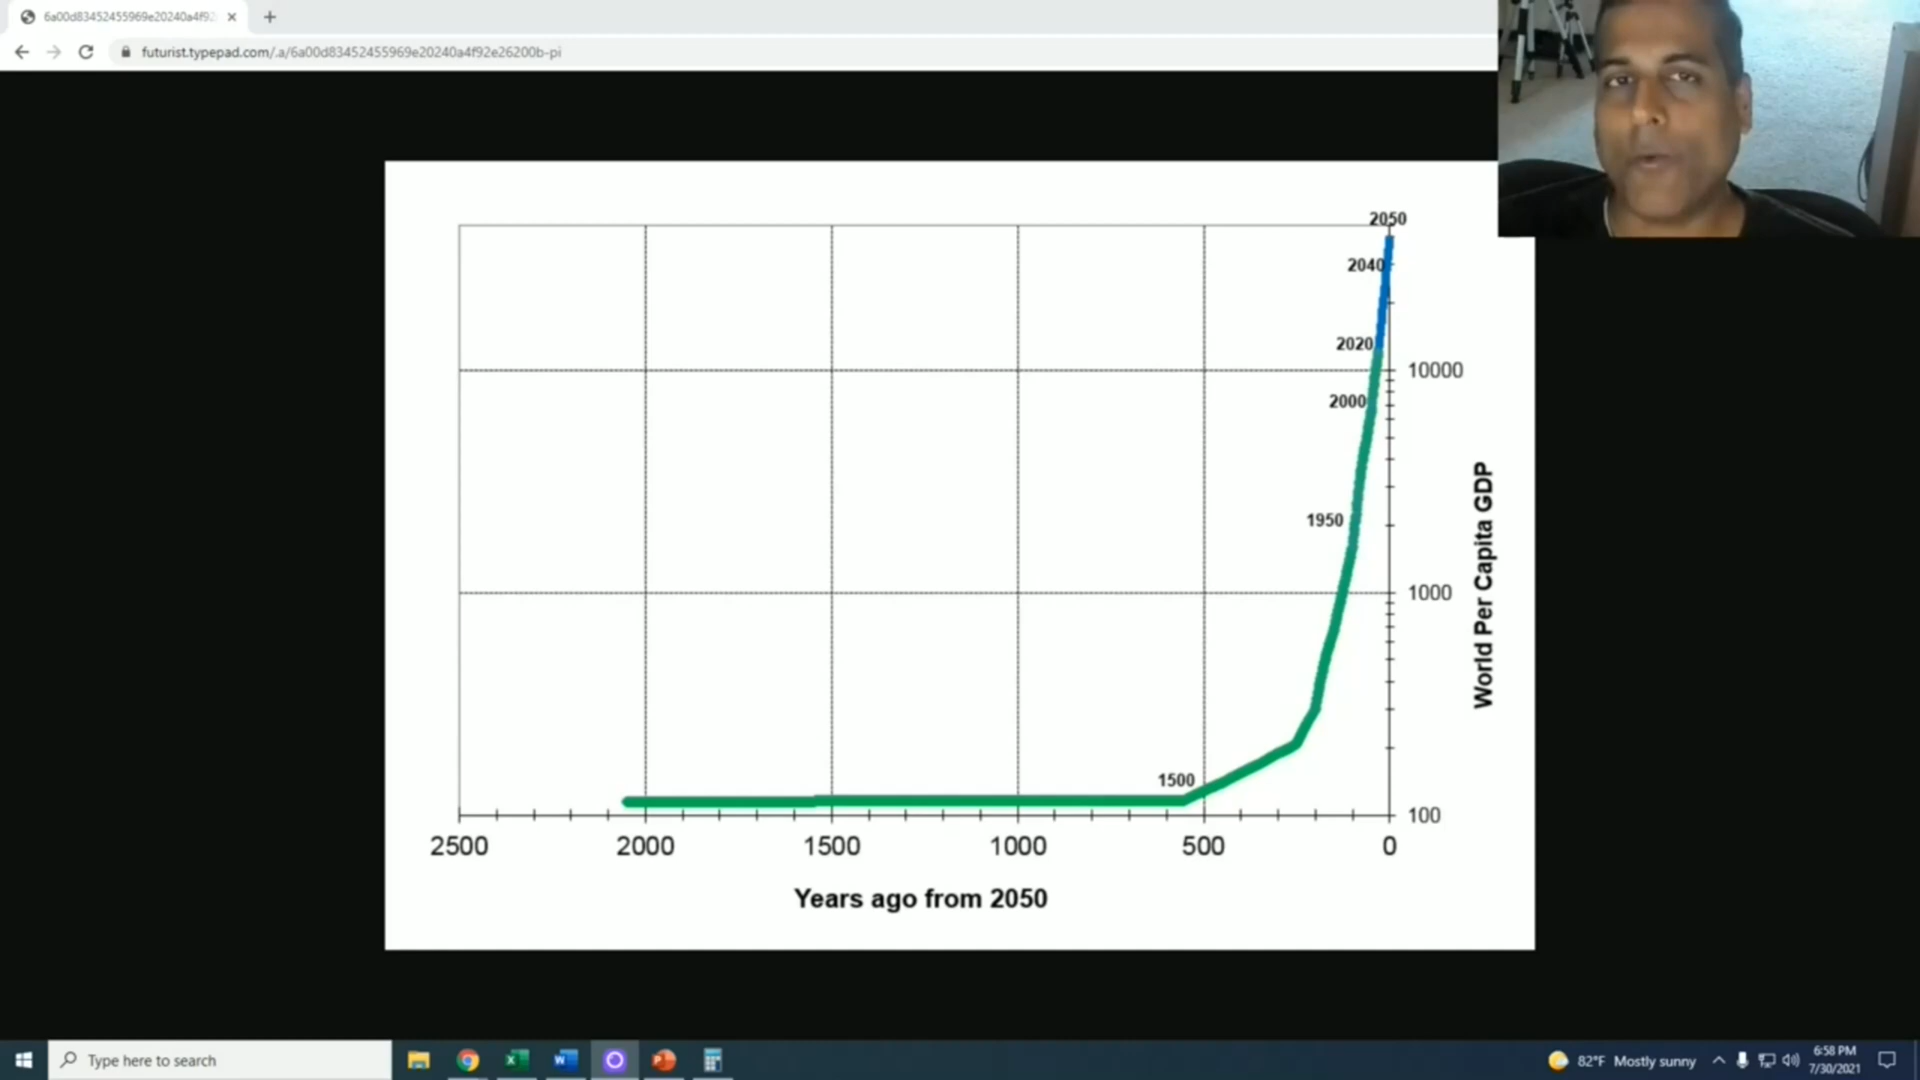 6a00d83452455969e20240a4f92
futurist.typepad.com/.a/6a00d83452455969e20240a4f92e26200b-pi
2050
2040
2020
10000
2000
1950
1000
World Per Capita GDP
1500
100
2500 2000 1500 1000 500 0
Years ago from 2050
Type here to search
82°F Mostly sunny
6:58 PM
7/30/2021